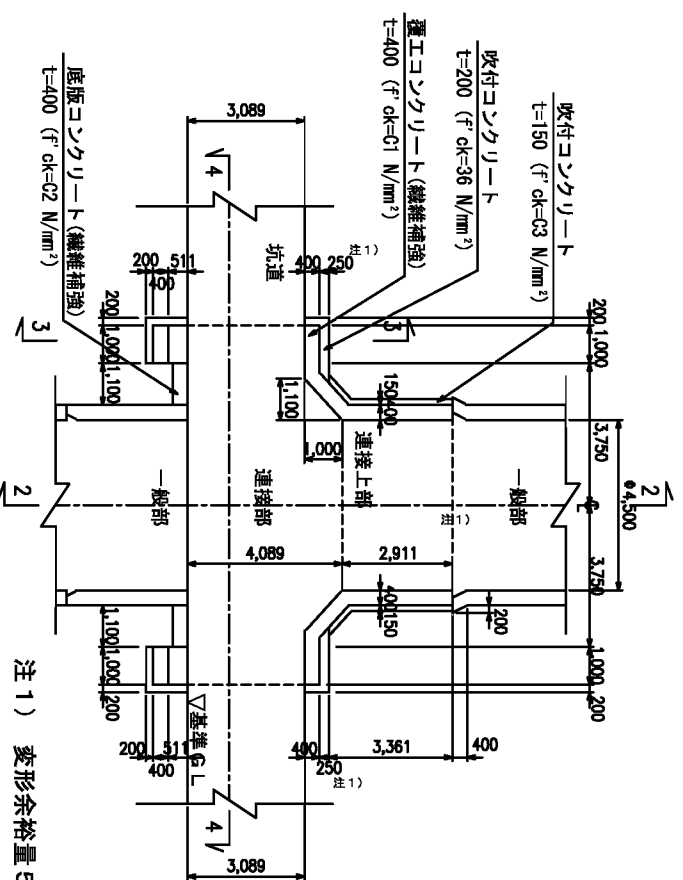 吹付コンクリート
t=150 (f' ck=C3 N/mm²)
吹付コンクリート
t=200 (f' ck=36 N/mm²)
覆工コンクリート(繊維補強)
t=400 (f' ck=C1 N/mm²)
底版コンクリート(繊維補強)
t=400 (f' ck=C2 N/mm²)
2
φ4,500
3,750
3,750
200
1,000
1,000
200
一般部
注1)
連接上部
連接部
一般部
坑道
注1)
400
250
150
400
1,100
1,000
4,089
2,911
400
150
200
3,361
400
400
250
注1)
3,089
3,089
4
4
3
3
2
200
511
400
200
1,000
1,100
1,100
1,000
200
200
511
400
▽基準GL
注1) 変形余裕量5